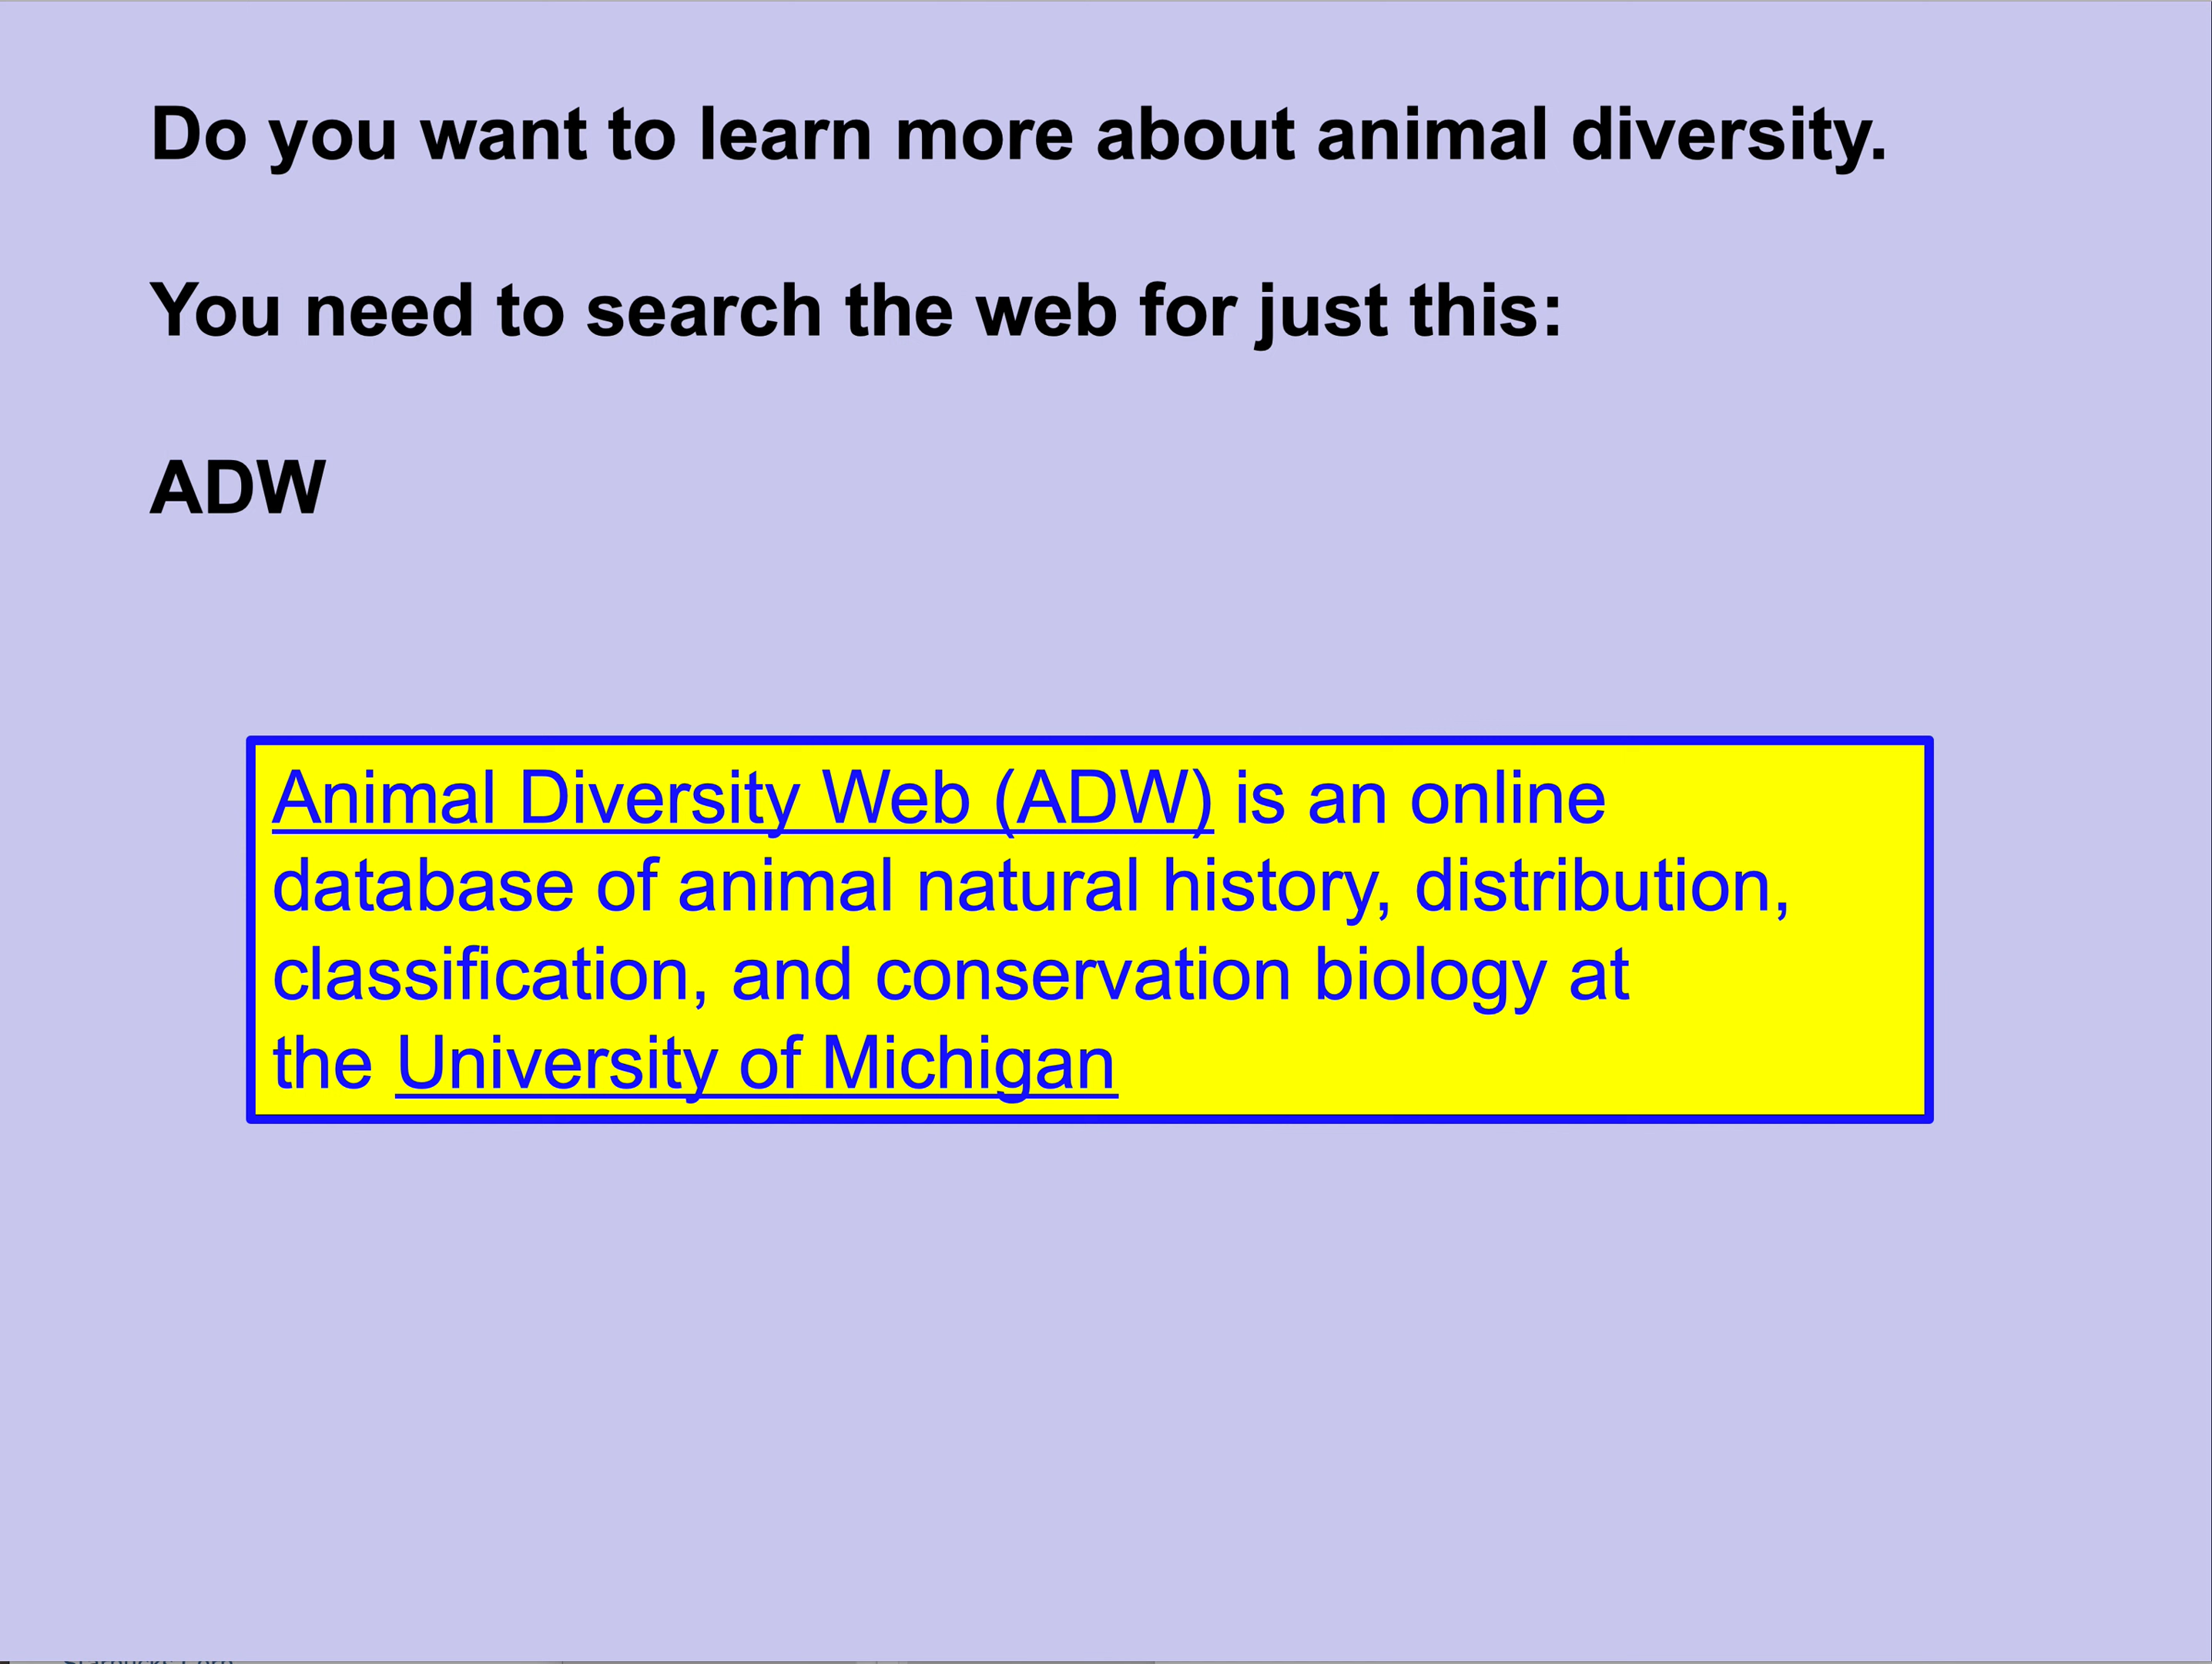 Do you want to learn more about animal diversity.
You need to search the web for just this:
ADW
Animal Diversity Web (ADW) is an online
database of animal natural history, distribution,
classification, and conservation biology at
the University of Michigan